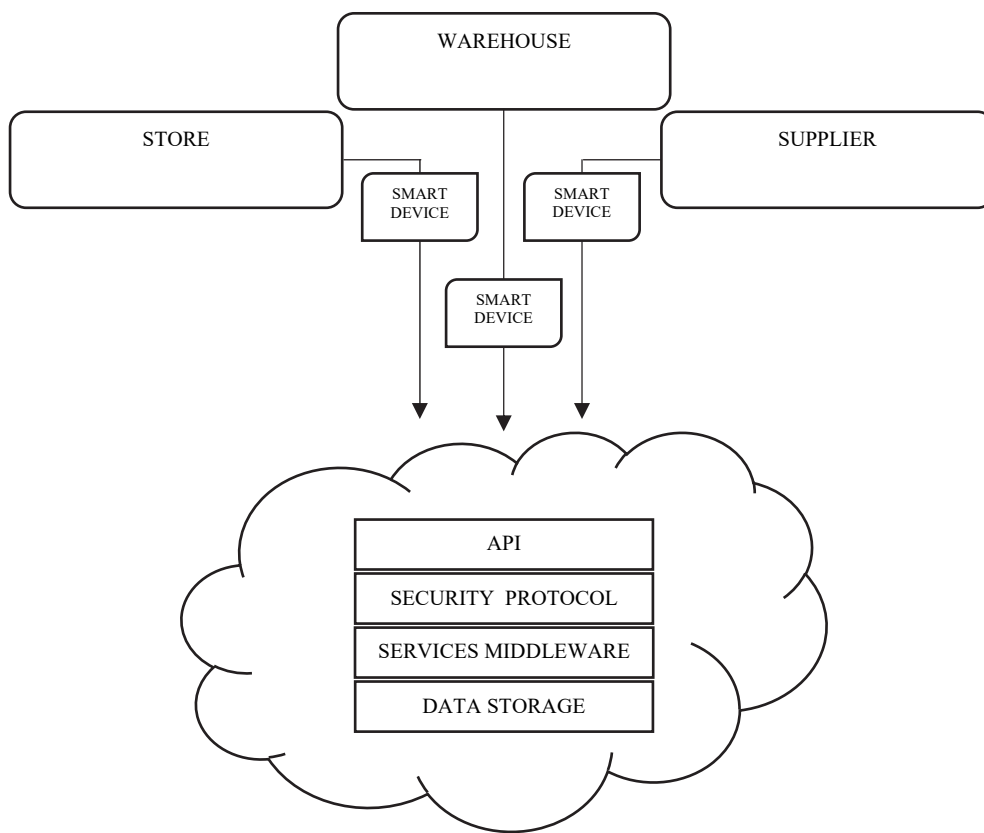 WAREHOUSE
STORE
SUPPLIER
SMART
DEVICE
SMART
DEVICE
SMART
DEVICE
API
SECURITY PROTOCOL
SERVICES MIDDLEWARE
DATA STORAGE